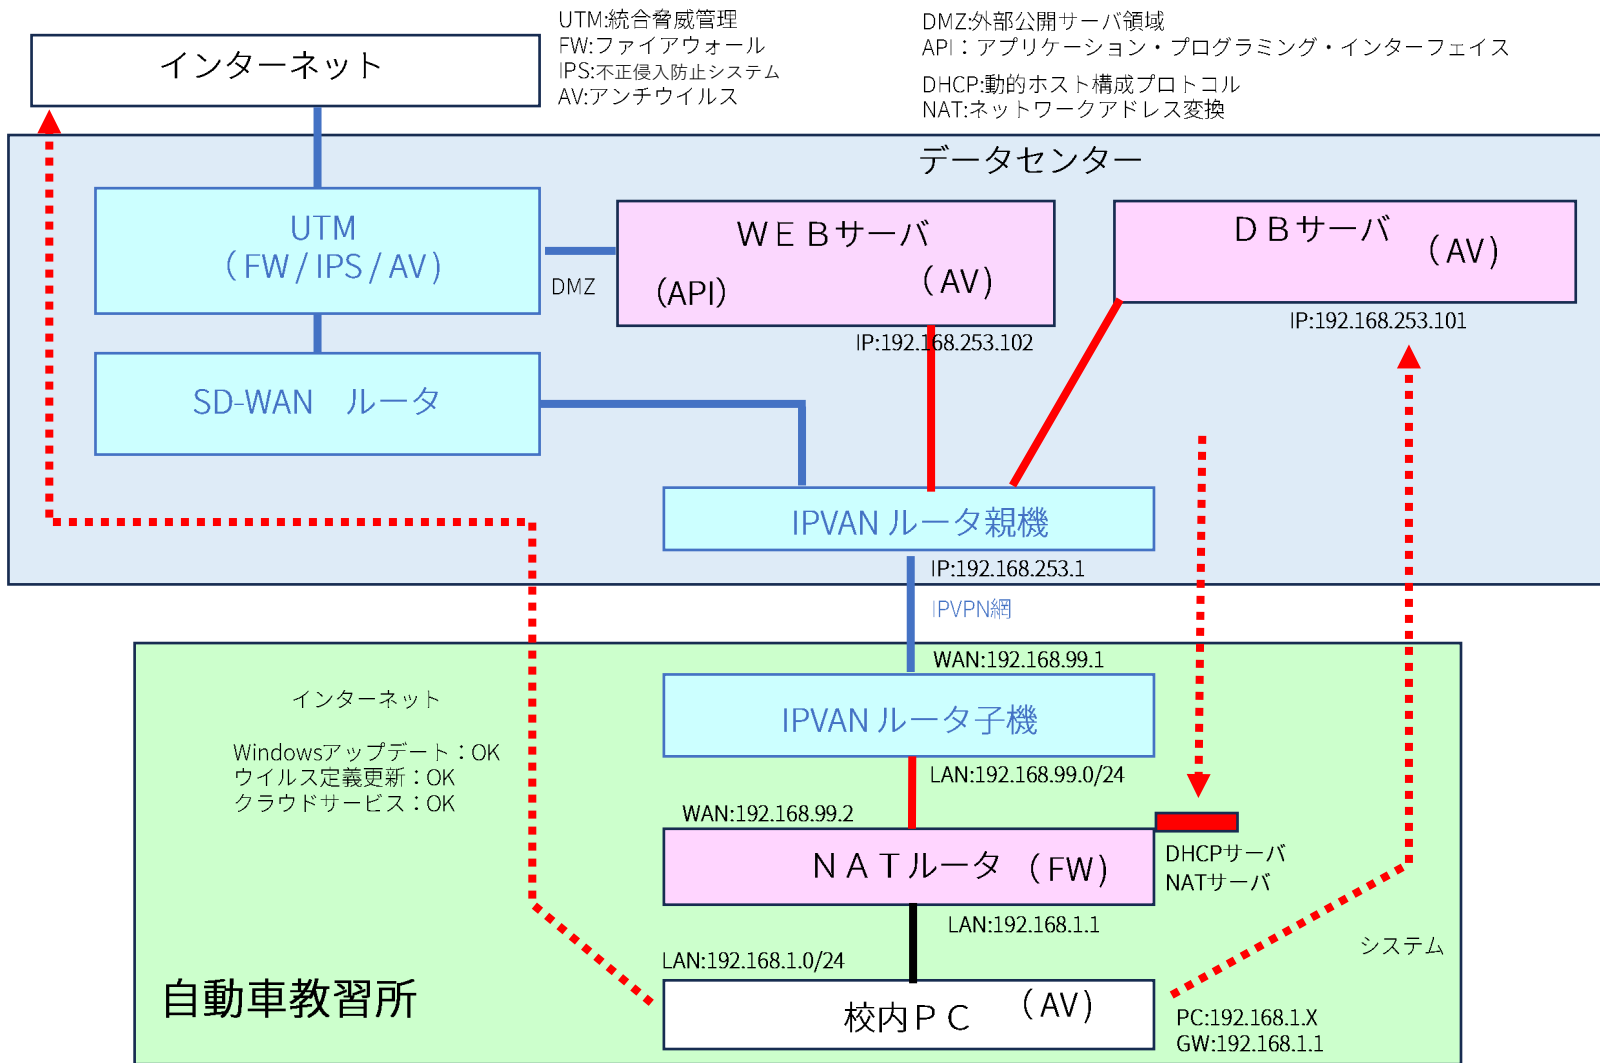 UTM:統合脅威管理
FW:ファイアウォール
IPS:不正侵入防止システム
AV:アンチウイルス
DMZ:外部公開サーバ領域
API：アプリケーション・プログラミング・インターフェイス
DHCP:動的ホスト構成プロトコル
NAT:ネットワークアドレス変換
インターネット
データセンター
UTM
（FW/IPS/AV）
DMZ
ＷＥＢサーバ
（API）
（AV）
IP:192.168.253.102
ＤＢサーバ
（AV）
IP:192.168.253.101
SD-WAN　ルータ
IPVAN ルータ親機
IP:192.168.253.1
IPVPN網
WAN:192.168.99.1
インターネット
Windowsアップデート：OK
ウイルス定義更新：OK
クラウドサービス：OK
IPVAN ルータ子機
LAN:192.168.99.0/24
WAN:192.168.99.2
ＮＡＴルータ（FW）
DHCPサーバ
NATサーバ
LAN:192.168.1.1
システム
LAN:192.168.1.0/24
自動車教習所
校内ＰＣ
（AV）
PC:192.168.1.X
GW:192.168.1.1